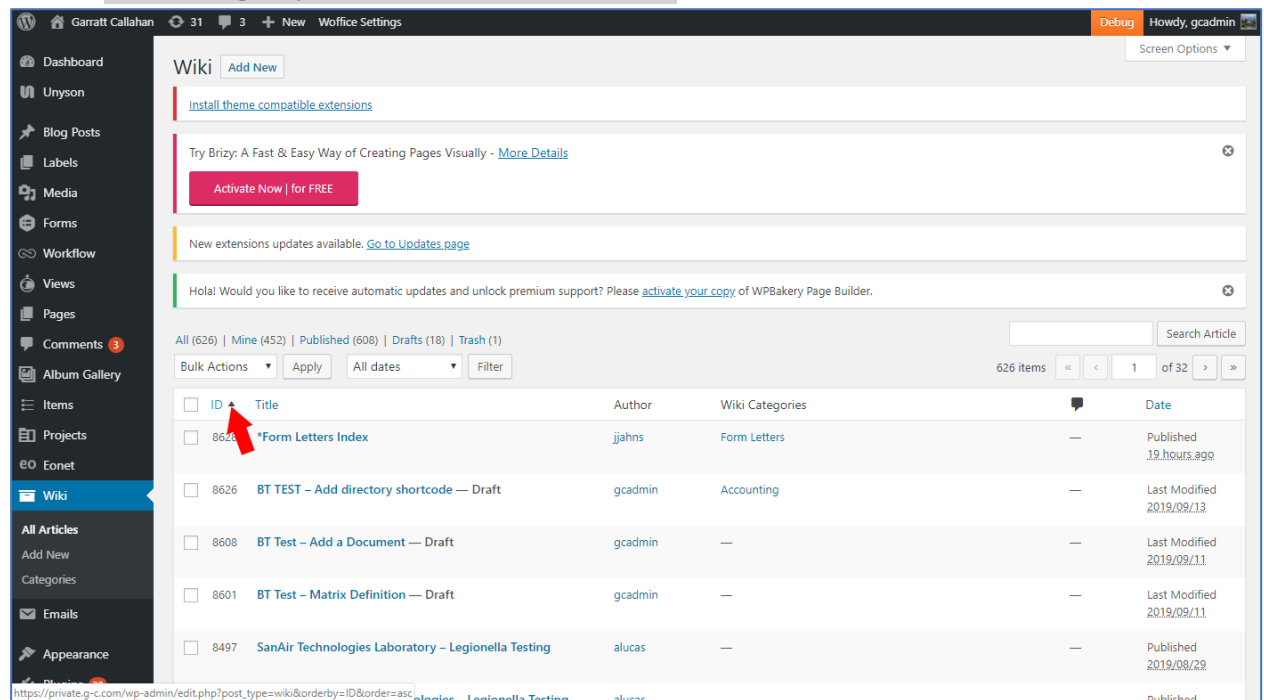 Garratt Callahan 31 3 + New Woffice Settings Debug Howdy, gcadmin
Screen Options ▼
Dashboard
Unyson
Blog Posts
Labels
Media
Forms
Workflow
Views
Pages
Comments 3
Album Gallery
Items
Projects
eo Eonet
Wiki
All Articles
Add New
Categories
Emails
Appearance
Wiki Add New
Install theme compatible extensions
Try Brizy: A Fast & Easy Way of Creating Pages Visually - More Details
Activate Now | for FREE
New extensions updates available. Go to Updates page
Hola! Would you like to receive automatic updates and unlock premium support? Please activate your copy of WPBakery Page Builder.
All (626) | Mine (452) | Published (608) | Drafts (18) | Trash (1)
Search Article
Bulk Actions ▼ Apply All dates ▼ Filter 626 items « ‹ 1 of 32 › »
ID ▲ Title Author Wiki Categories Date
8628 *Form Letters Index jjahns Form Letters — Published
19 hours ago
8626 BT TEST – Add directory shortcode — Draft gcadmin Accounting — Last Modified
2019/09/13
8608 BT Test – Add a Document — Draft gcadmin — — Last Modified
2019/09/11
8601 BT Test – Matrix Definition — Draft gcadmin — — Last Modified
2019/09/11
8497 SanAir Technologies Laboratory – Legionella Testing alucas — — Published
2019/08/29
https://private.g-c.com/wp-admin/edit.php?post_type=wiki&orderby=ID&order=asc